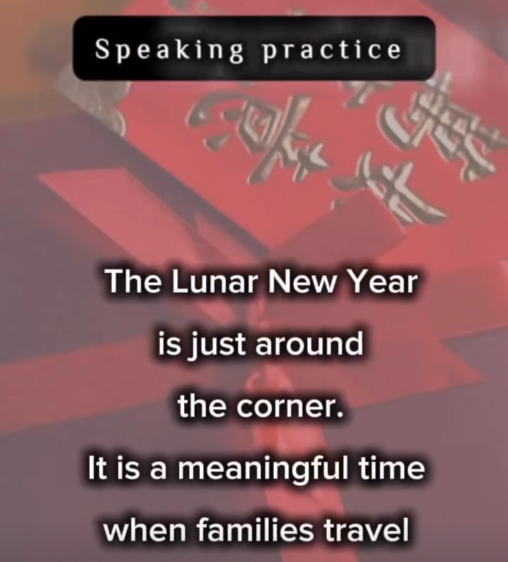 Speaking practice
The Lunar New Year
is just around
the corner.
It is a meaningful time
when families travel